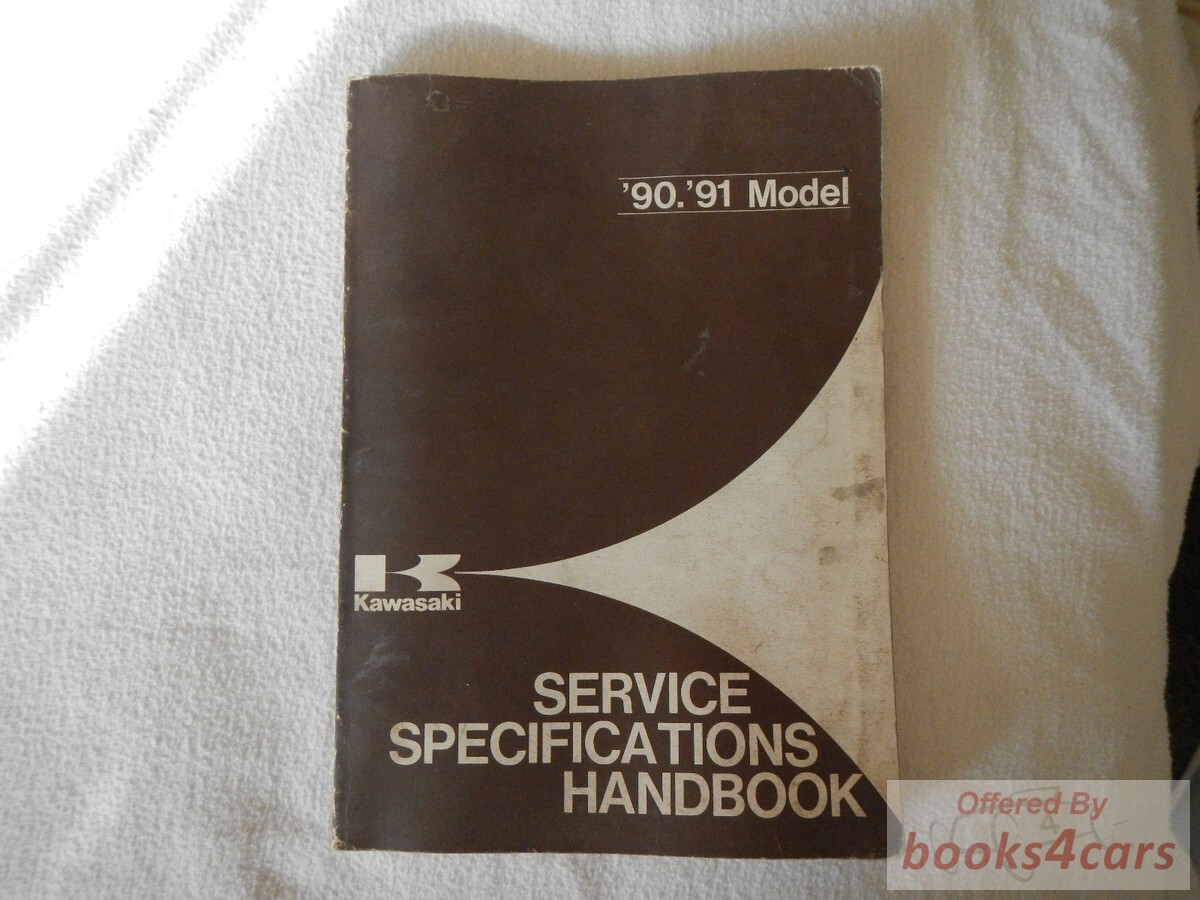 '90.'91 Model
Kawasaki
SERVICE
SPECIFICATIONS
HANDBOOK
Offered By
books4cars